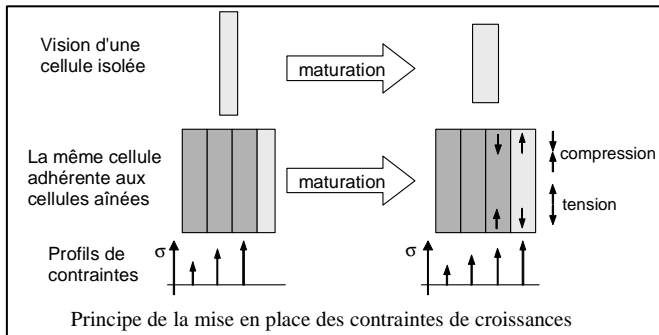 Vision d'une
cellule isolée
maturation
La même cellule
adhérente aux
cellules aînées
maturation
compression
tension
Profils de
contraintes
σ
σ
Principe de la mise en place des contraintes de croissances